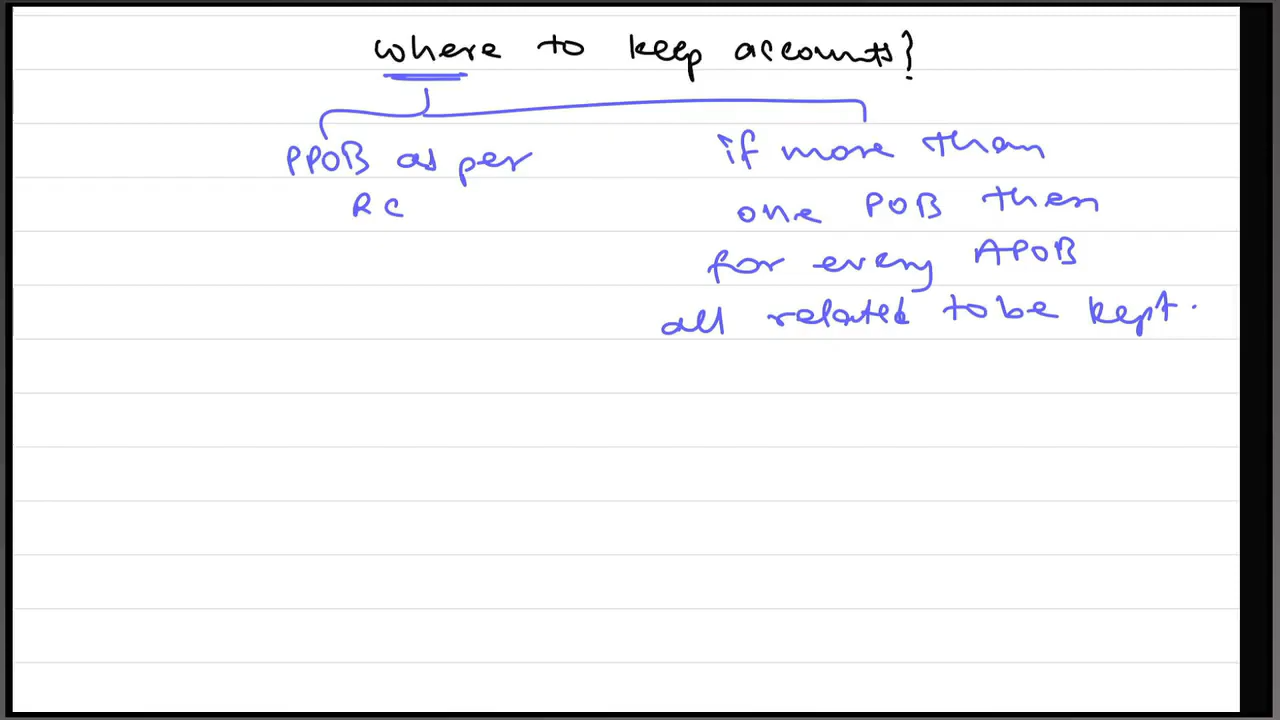 where to keep accounts?
PPOB as per
RC
if more than
one POB then
for every APOB
all related to be kept.